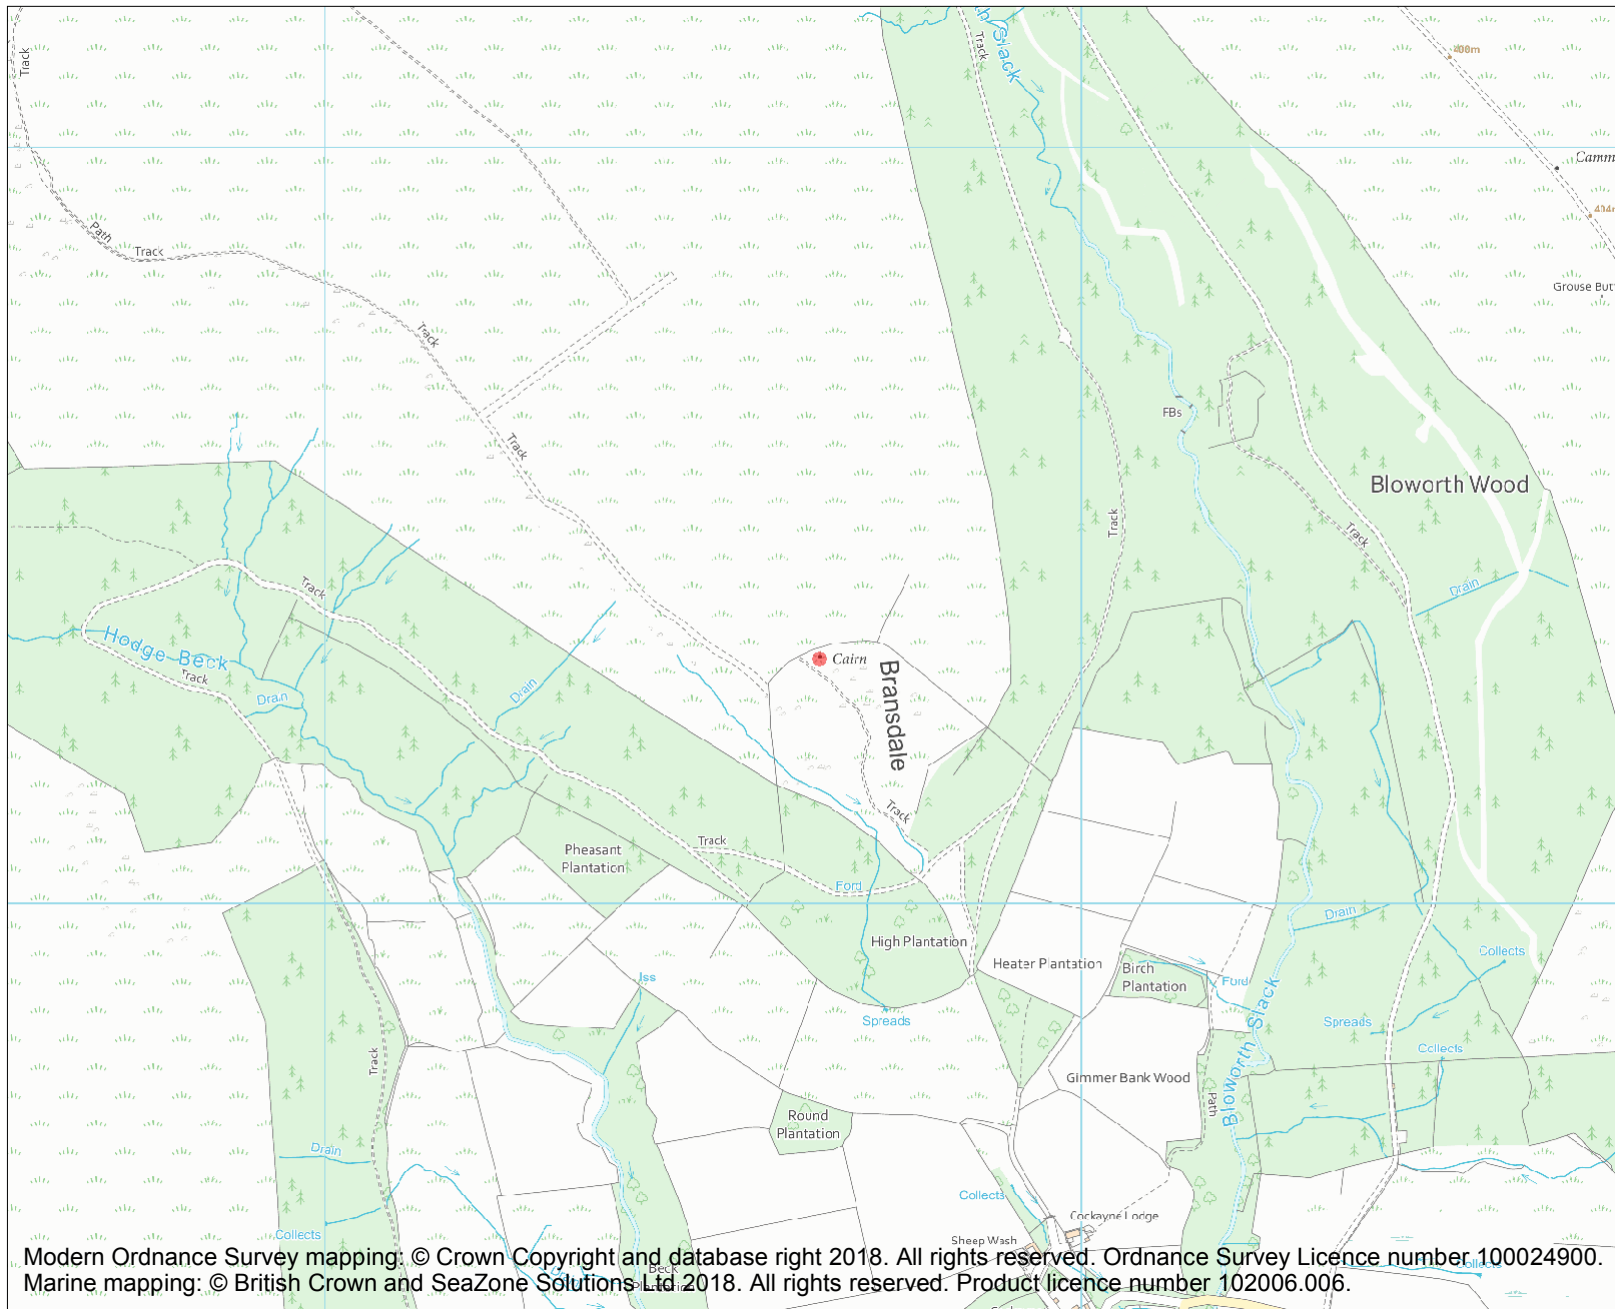 Track
Slack
Track
408m
Camm
404m
Path
Track
Grouse Butt
Track
FBs
Track
Bloworth Wood
Track
Track
Track
Drain
Hodge Beck
Track
Drain
Drain
Cairn
Bransdale
Track
Track
Pheasant
Plantation
Ford
High Plantation
Drain
Collects
Heater Plantation
Birch
Plantation
Iss
Ford
Spreads
Spreads
Collects
Bloworth Slack
Track
Gimmer Bank Wood
Path
Round
Plantation
Drain
Collects
Cockayne Lodge
Collects
Sheep Wash
Collects
Beck
Plantation
Modern Ordnance Survey mapping: © Crown Copyright and database right 2018. All rights reserved. Ordnance Survey Licence number 100024900.
Marine mapping: © British Crown and SeaZone Solutions Ltd 2018. All rights reserved. Product licence number 102006.006.